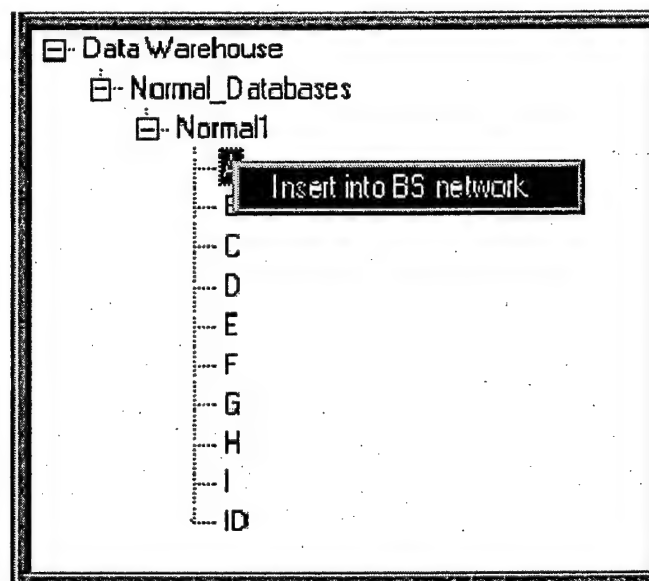 Data Warehouse
Normal_Databases
Normal1
A
Insert into BS network
B
C
D
E
F
G
H
I
ID